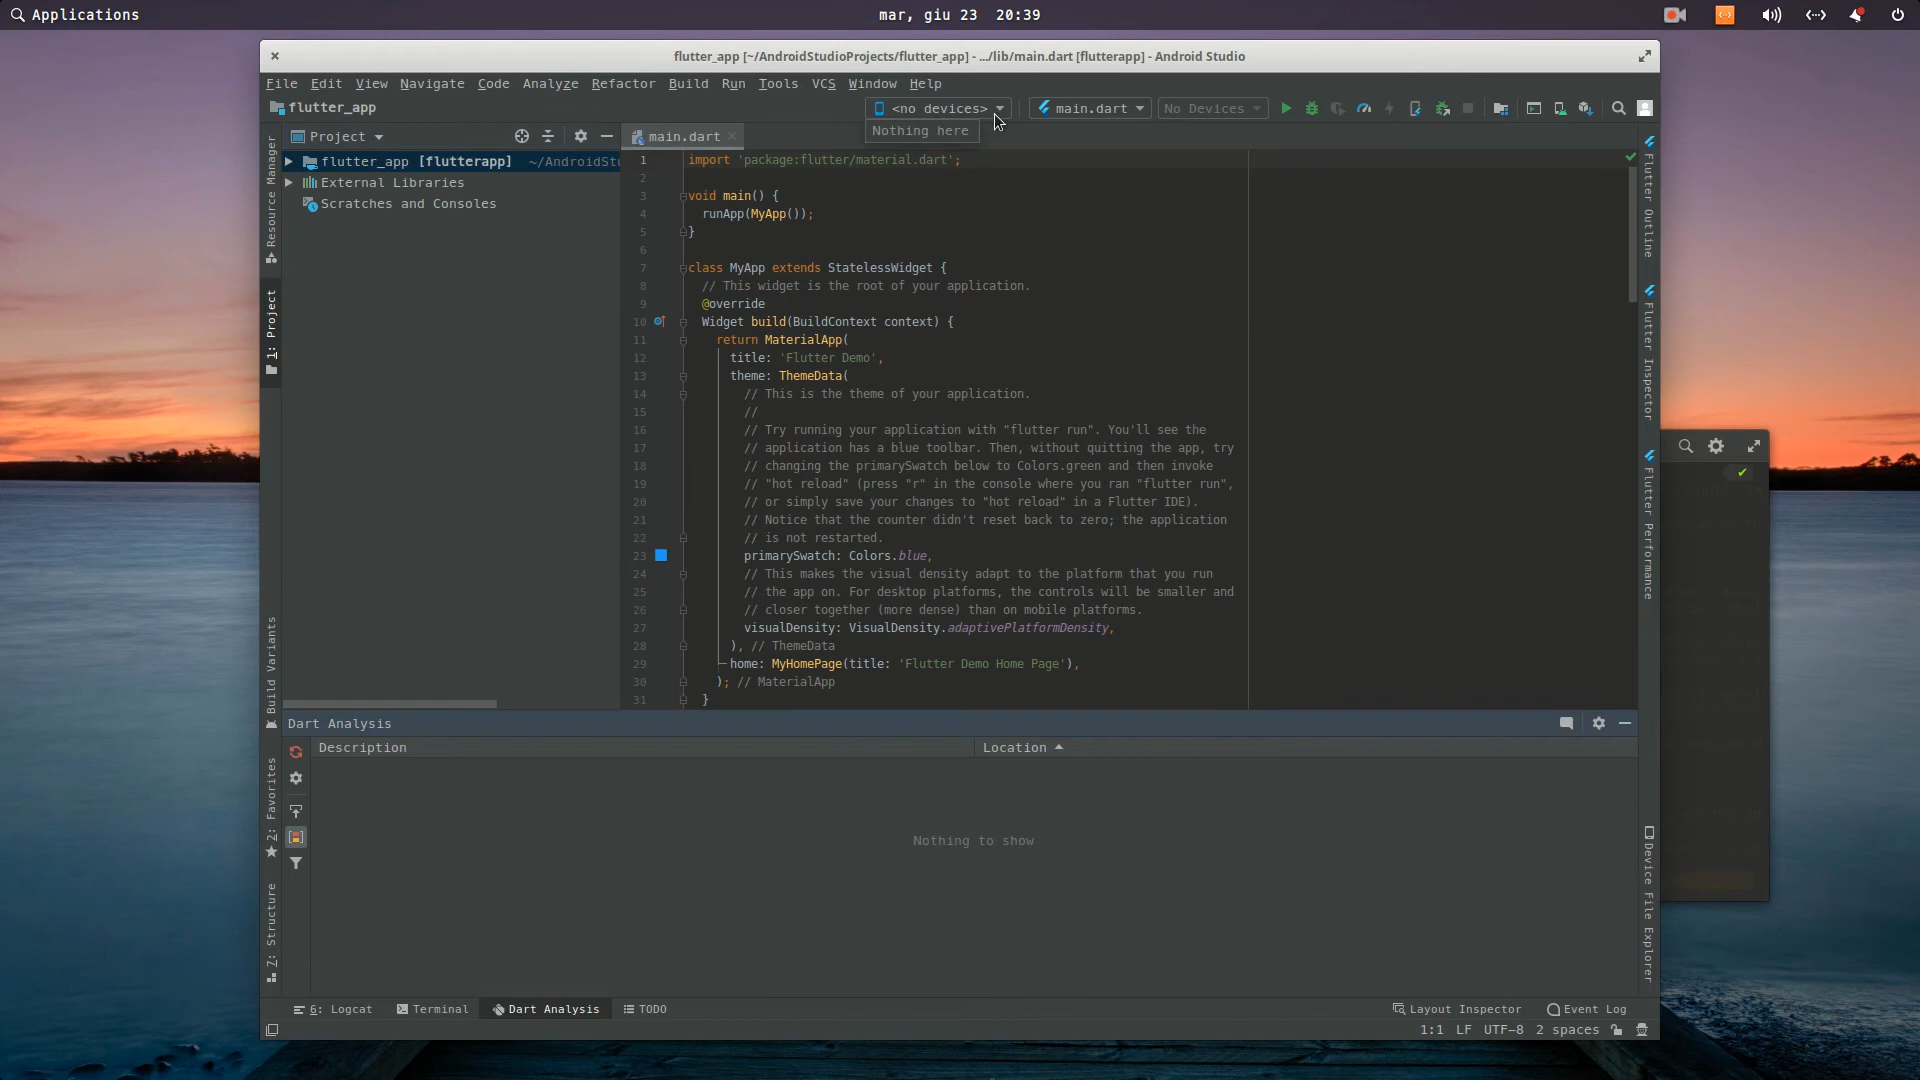 Applications
mar, giu 23 20:39
flutter_app [~/AndroidStudioProjects/flutter_app] - .../lib/main.dart [flutterapp] - Android Studio
File Edit View Navigate Code Analyze Refactor Build Run Tools VCS Window Help
flutter_app
<no devices>
main.dart
No Devices
Nothing here
Project
main.dart
flutter_app [flutterapp] ~/AndroidStu
External Libraries
Scratches and Consoles
Resource Manager
1: Project
Build Variants
2: Favorites
7: Structure
1 import 'package:flutter/material.dart';
2
3 void main() {
4 runApp(MyApp());
5 }
6
7 class MyApp extends StatelessWidget {
8 // This widget is the root of your application.
9 @override
10 Widget build(BuildContext context) {
11 return MaterialApp(
12 title: 'Flutter Demo',
13 theme: ThemeData(
14 // This is the theme of your application.
15 //
16 // Try running your application with "flutter run". You'll see the
17 // application has a blue toolbar. Then, without quitting the app, try
18 // changing the primarySwatch below to Colors.green and then invoke
19 // "hot reload" (press "r" in the console where you ran "flutter run",
20 // or simply save your changes to "hot reload" in a Flutter IDE).
21 // Notice that the counter didn't reset back to zero; the application
22 // is not restarted.
23 primarySwatch: Colors.blue,
24 // This makes the visual density adapt to the platform that you run
25 // the app on. For desktop platforms, the controls will be smaller and
26 // closer together (more dense) than on mobile platforms.
27 visualDensity: VisualDensity.adaptivePlatformDensity,
28 ), // ThemeData
29 home: MyHomePage(title: 'Flutter Demo Home Page'),
30 ); // MaterialApp
31 }
Flutter Outline
Flutter Inspector
Flutter Performance
Device File Explorer
Dart Analysis
Description
Location
Nothing to show
6: Logcat
Terminal
Dart Analysis
TODO
Layout Inspector
Event Log
1:1 LF UTF-8 2 spaces